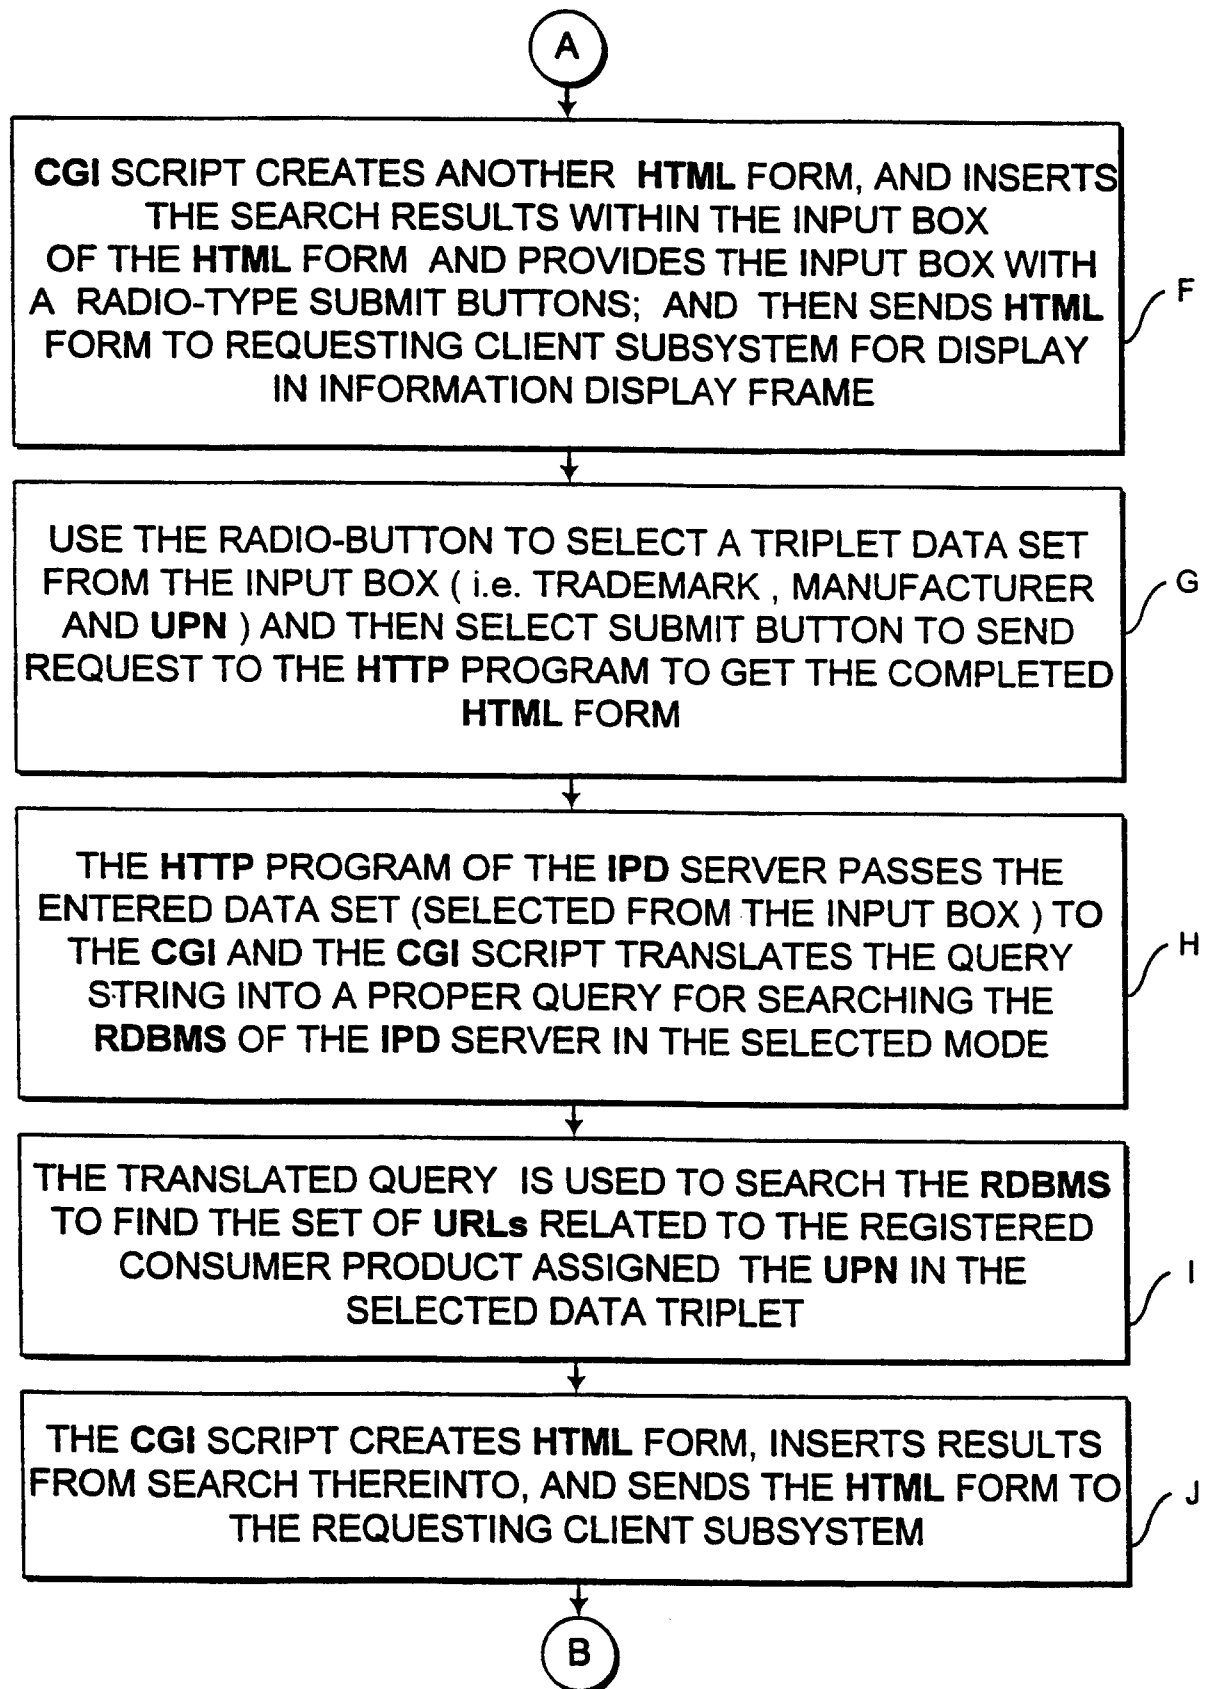 A
CGI SCRIPT CREATES ANOTHER HTML FORM, AND INSERTS
THE SEARCH RESULTS WITHIN THE INPUT BOX
OF THE HTML FORM AND PROVIDES THE INPUT BOX WITH
A RADIO-TYPE SUBMIT BUTTONS; AND THEN SENDS HTML
FORM TO REQUESTING CLIENT SUBSYSTEM FOR DISPLAY
IN INFORMATION DISPLAY FRAME
F
USE THE RADIO-BUTTON TO SELECT A TRIPLET DATA SET
FROM THE INPUT BOX ( i.e. TRADEMARK , MANUFACTURER
AND UPN ) AND THEN SELECT SUBMIT BUTTON TO SEND
REQUEST TO THE HTTP PROGRAM TO GET THE COMPLETED
HTML FORM
G
THE HTTP PROGRAM OF THE IPD SERVER PASSES THE
ENTERED DATA SET (SELECTED FROM THE INPUT BOX ) TO
THE CGI AND THE CGI SCRIPT TRANSLATES THE QUERY
STRING INTO A PROPER QUERY FOR SEARCHING THE
RDBMS OF THE IPD SERVER IN THE SELECTED MODE
H
THE TRANSLATED QUERY IS USED TO SEARCH THE RDBMS
TO FIND THE SET OF URLs RELATED TO THE REGISTERED
CONSUMER PRODUCT ASSIGNED THE UPN IN THE
SELECTED DATA TRIPLET
I
THE CGI SCRIPT CREATES HTML FORM, INSERTS RESULTS
FROM SEARCH THEREINTO, AND SENDS THE HTML FORM TO
THE REQUESTING CLIENT SUBSYSTEM
J
B